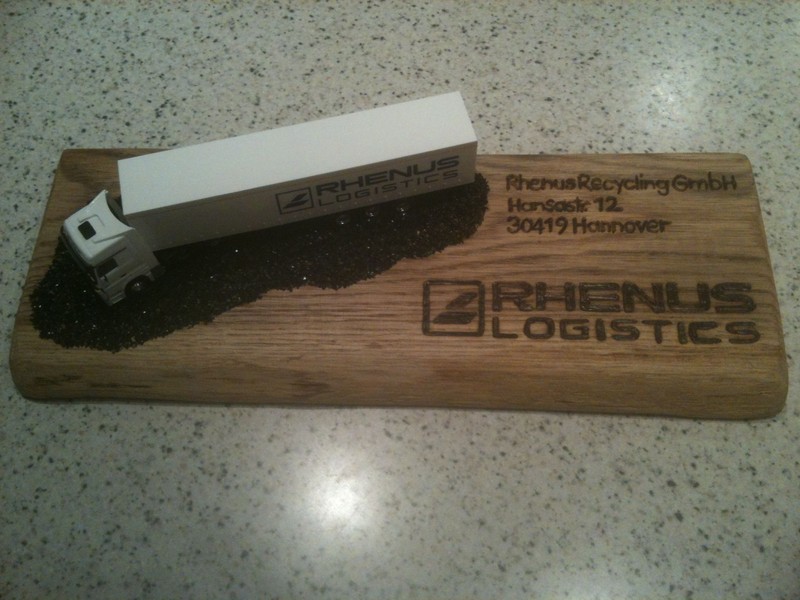 RHENUS
LOGISTICS
Rhenus Recycling GmbH
Hansastr. 12
30419 Hannover
RHENUS
LOGISTICS